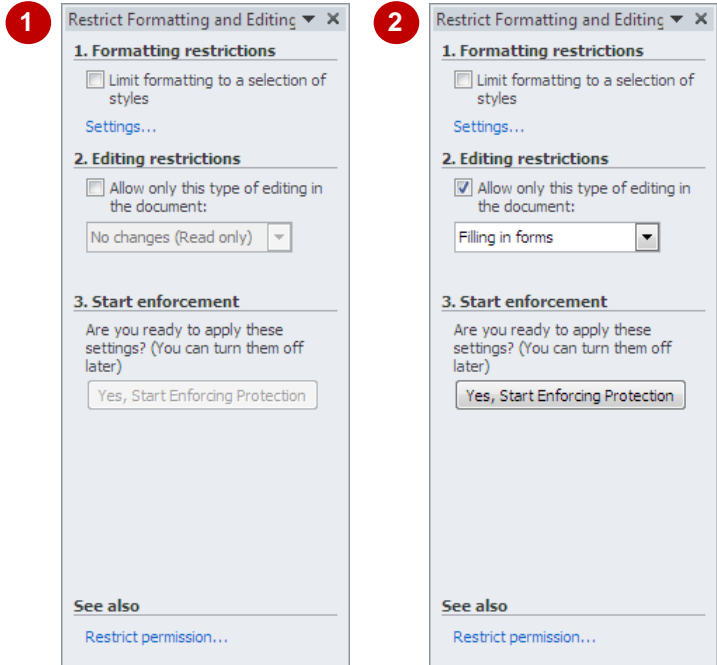 1
Restrict Formatting and Editing
1. Formatting restrictions
Limit formatting to a selection of
styles
Settings...
2. Editing restrictions
Allow only this type of editing in
the document:
No changes (Read only)
3. Start enforcement
Are you ready to apply these
settings? (You can turn them off
later)
Yes, Start Enforcing Protection
See also
Restrict permission...
2
Restrict Formatting and Editing
1. Formatting restrictions
Limit formatting to a selection of
styles
Settings...
2. Editing restrictions
Allow only this type of editing in
the document:
Filling in forms
3. Start enforcement
Are you ready to apply these
settings? (You can turn them off
later)
Yes, Start Enforcing Protection
See also
Restrict permission...